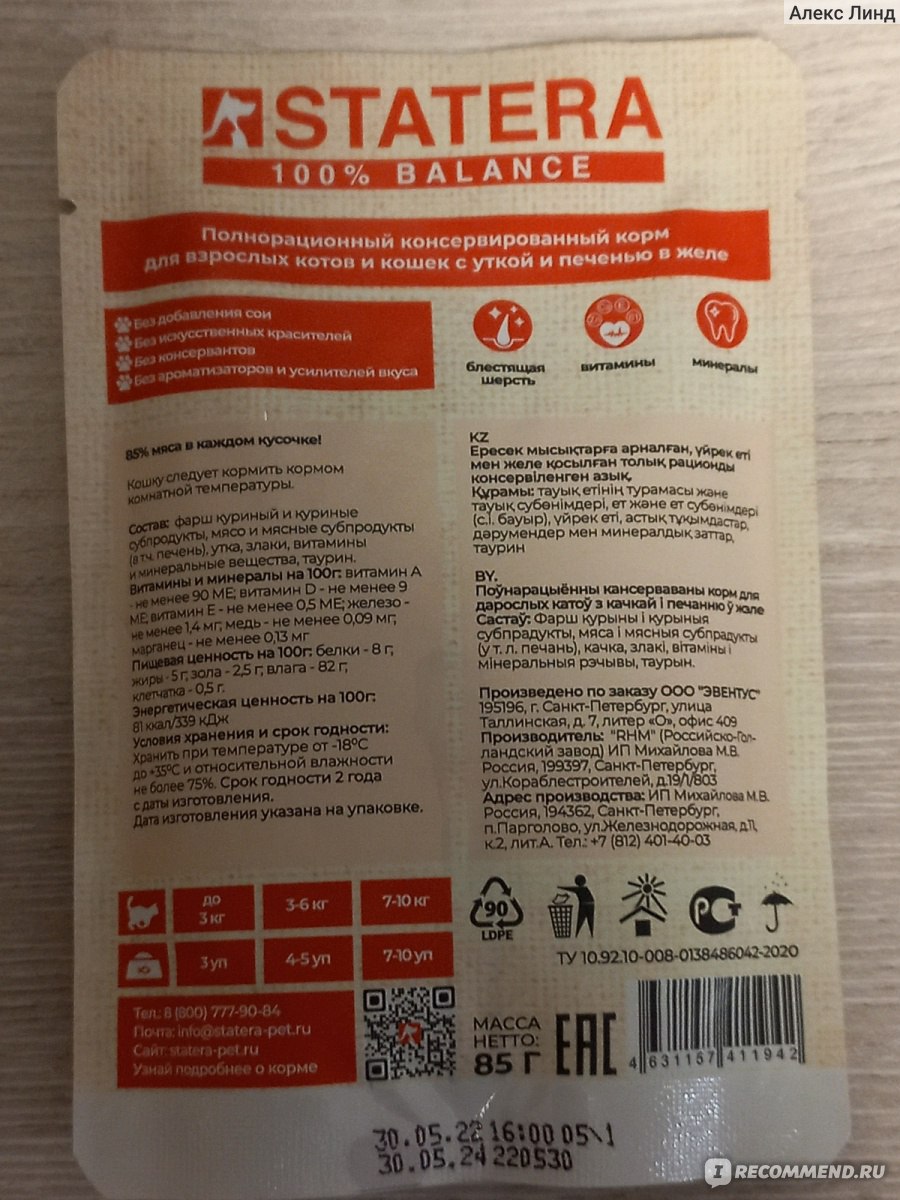 Алекс Линд
STATERA
100% BALANCE
Полнорационный консервированный корм
для взрослых котов и кошек с уткой и печенью в желе
Без добавления сои
Без искусственных красителей
Без консервантов
Без ароматизаторов и усилителей вкуса
блестящая
шерсть
витамины
минералы
85% мяса в каждом кусочке!
Кошку следует кормить кормом
комнатной температуры.
Состав: фарш куриный и куриные
субпродукты, мясо и мясные субпродукты
(в т.ч. печень), утка, злаки, витамины
и минеральные вещества, таурин.
Витамины и минералы на 100г: витамин А
- не менее 90 МЕ; витамин D - не менее 9
МЕ; витамин Е - не менее 0,5 МЕ; железо -
не менее 1,4 мг; медь - не менее 0,09 мг;
марганец - не менее 0,13 мг
Пищевая ценность на 100г: белки - 8 г;
жиры - 5 г; зола - 2,5 г; влага - 82 г;
клетчатка - 0,5 г.
Энергетическая ценность на 100г:
81 ккал/339 кДж
Условия хранения и срок годности:
Хранить при температуре от -18°С
до +35°С и относительной влажности
не более 75%. Срок годности 2 года
с даты изготовления.
Дата изготовления указана на упаковке.
KZ
Ересек мысықтарға арналған, үйрек еті
мен желе қосылған толық рационды
консервіленген азық.
Құрамы: тауық етінің турамасы және
тауық субөнімдері, ет және ет субөнімдері
(с.і. бауыр), үйрек еті, астық тұқымдастар,
дәрумендер мен минералдық заттар,
таурин
BY.
Поўнарацыённы кансерваваны корм для
дарослых катоў з качкай і печанню ў жэле
Састаў: Фарш курыны і курыныя
субпрадукты, мяса і мясныя субпрадукты
(у т. л. печань), качка, злакі, вітаміны і
мінеральныя рэчывы, таурын.
Произведено по заказу ООО "ЭВЕНТУС"
195196, г. Санкт-Петербург, улица
Таллинская, д. 7, литер «О», офис 409
Производитель: "RHM" (Российско-Гол-
ландский завод) ИП Михайлова М.В.
Россия, 199397, Санкт-Петербург,
ул.Кораблестроителей, д.19/1/803
Адрес производства: ИП Михайлова М.В.
Россия, 194362, Санкт-Петербург,
п.Парголово, ул.Железнодорожная, д.11,
к.2, лит.А. Тел.: +7 (812) 401-40-03
до
3 кг
3-6 кг
7-10 кг
3 уп
4-5 уп
7-10 уп
90
LDPE
РСТ
ТУ 10.92.10-008-0138486042-2020
Тел.: 8 (800) 777-90-84
Почта: info@statera-pet.ru
Сайт: statera-pet.ru
Узнай подробнее о корме
МАССА
НЕТТО:
85 Г
EAC
4 631157 411942
30.05.22 16:00 05\1
30.05.24 220530
IRECOMMEND.RU